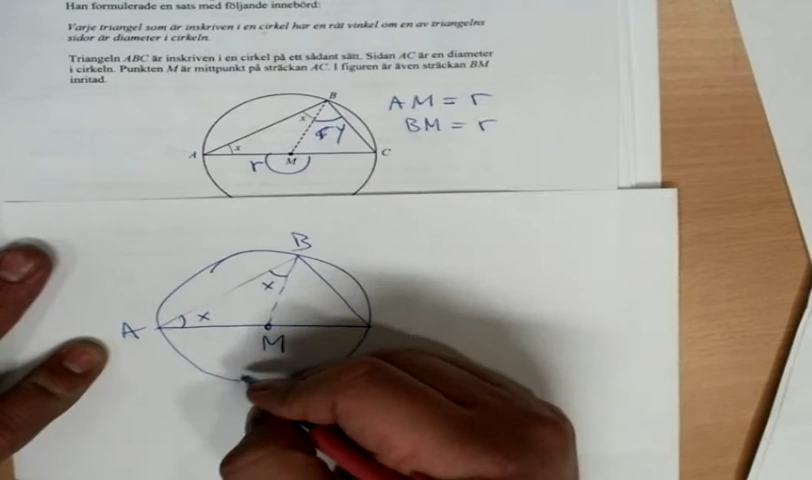 Han formulerade en sats med följande innebörd:
Varje triangel som är inskriven i en cirkel har en rät vinkel om en av triangelns
sidor är diameter i cirkeln.
Triangeln ABC är inskriven i en cirkel på ett sådant sätt. Sidan AC är en diameter
i cirkeln. Punkten M är mittpunkt på sträckan AC. I figuren är även sträckan BM
inritad.
B
AM = r
x
y
BM = r
A
x
M
C
r
B
x
A
x
M